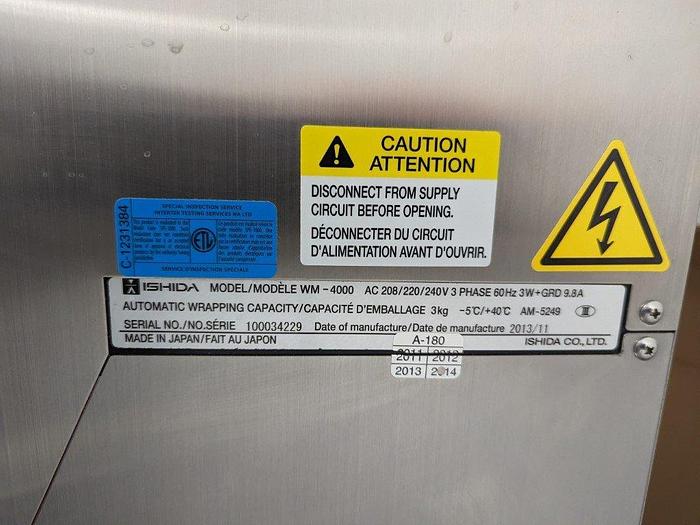 CAUTION
ATTENTION
DISCONNECT FROM SUPPLY
CIRCUIT BEFORE OPENING.
DÉCONNECTER DU CIRCUIT
D'ALIMENTATION AVANT D'OUVRIR.
C-1231384
SPECIAL INSPECTION SERVICE
INTERTEK TESTING SERVICES NA LTD
ETL
SERVICE D'INSPECTION SPECIALE
ISHIDA MODEL/MODÈLE WM-4000 AC 208/220/240V 3 PHASE 60Hz 3W+GRD 9.8A
AUTOMATIC WRAPPING CAPACITY/CAPACITÉ D'EMBALLAGE 3kg -5℃/+40℃ AM-5249 Ⅲ
SERIAL NO./NO.SÉRIE 100034229 Date of manufacture/Date de manufacture 2013/11
MADE IN JAPAN/FAIT AU JAPON A-180 ISHIDA CO.,LTD.
2011 2012
2013 2014